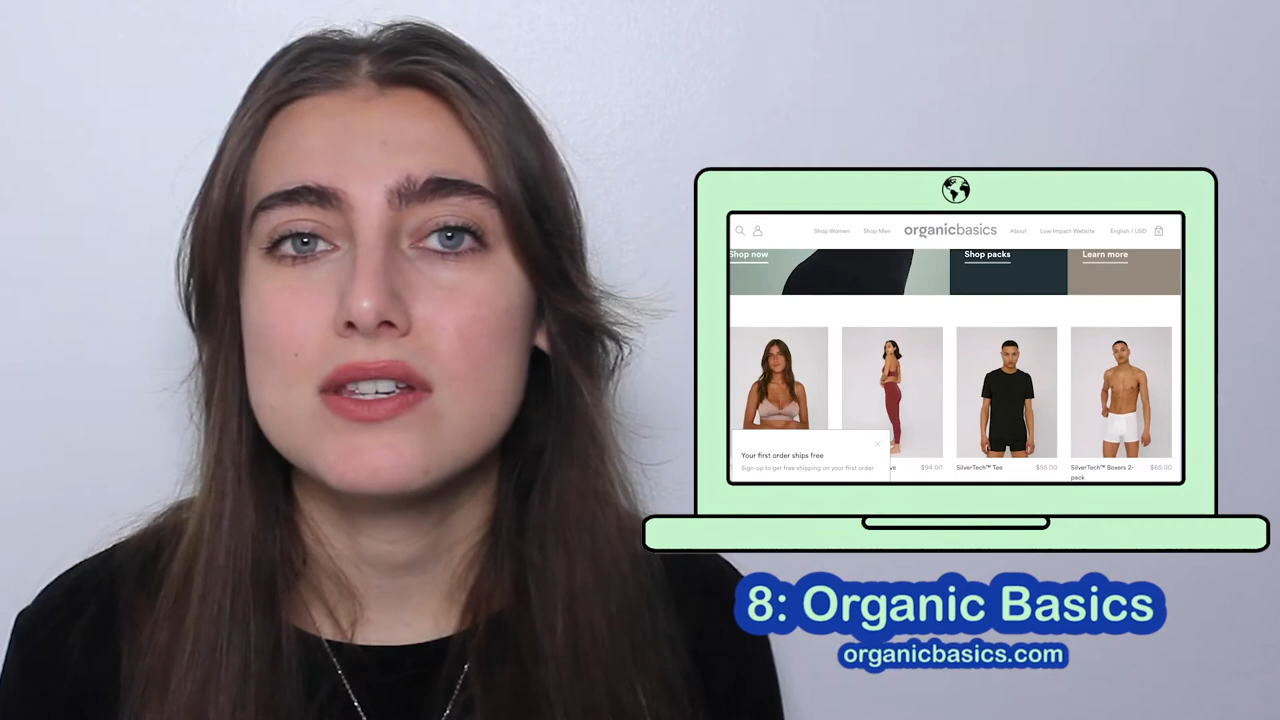 Shop Women
Shop Men
organicbasics
About
Low Impact Website
English / USD
Shop now
Shop packs
Learn more
Your first order ships free
Sign-up to get free shipping on your first order
ve
$94.00
SilverTech™ Tee
$55.00
SilverTech™ Boxers 2-
$65.00
pack
8: Organic Basics
organicbasics.com